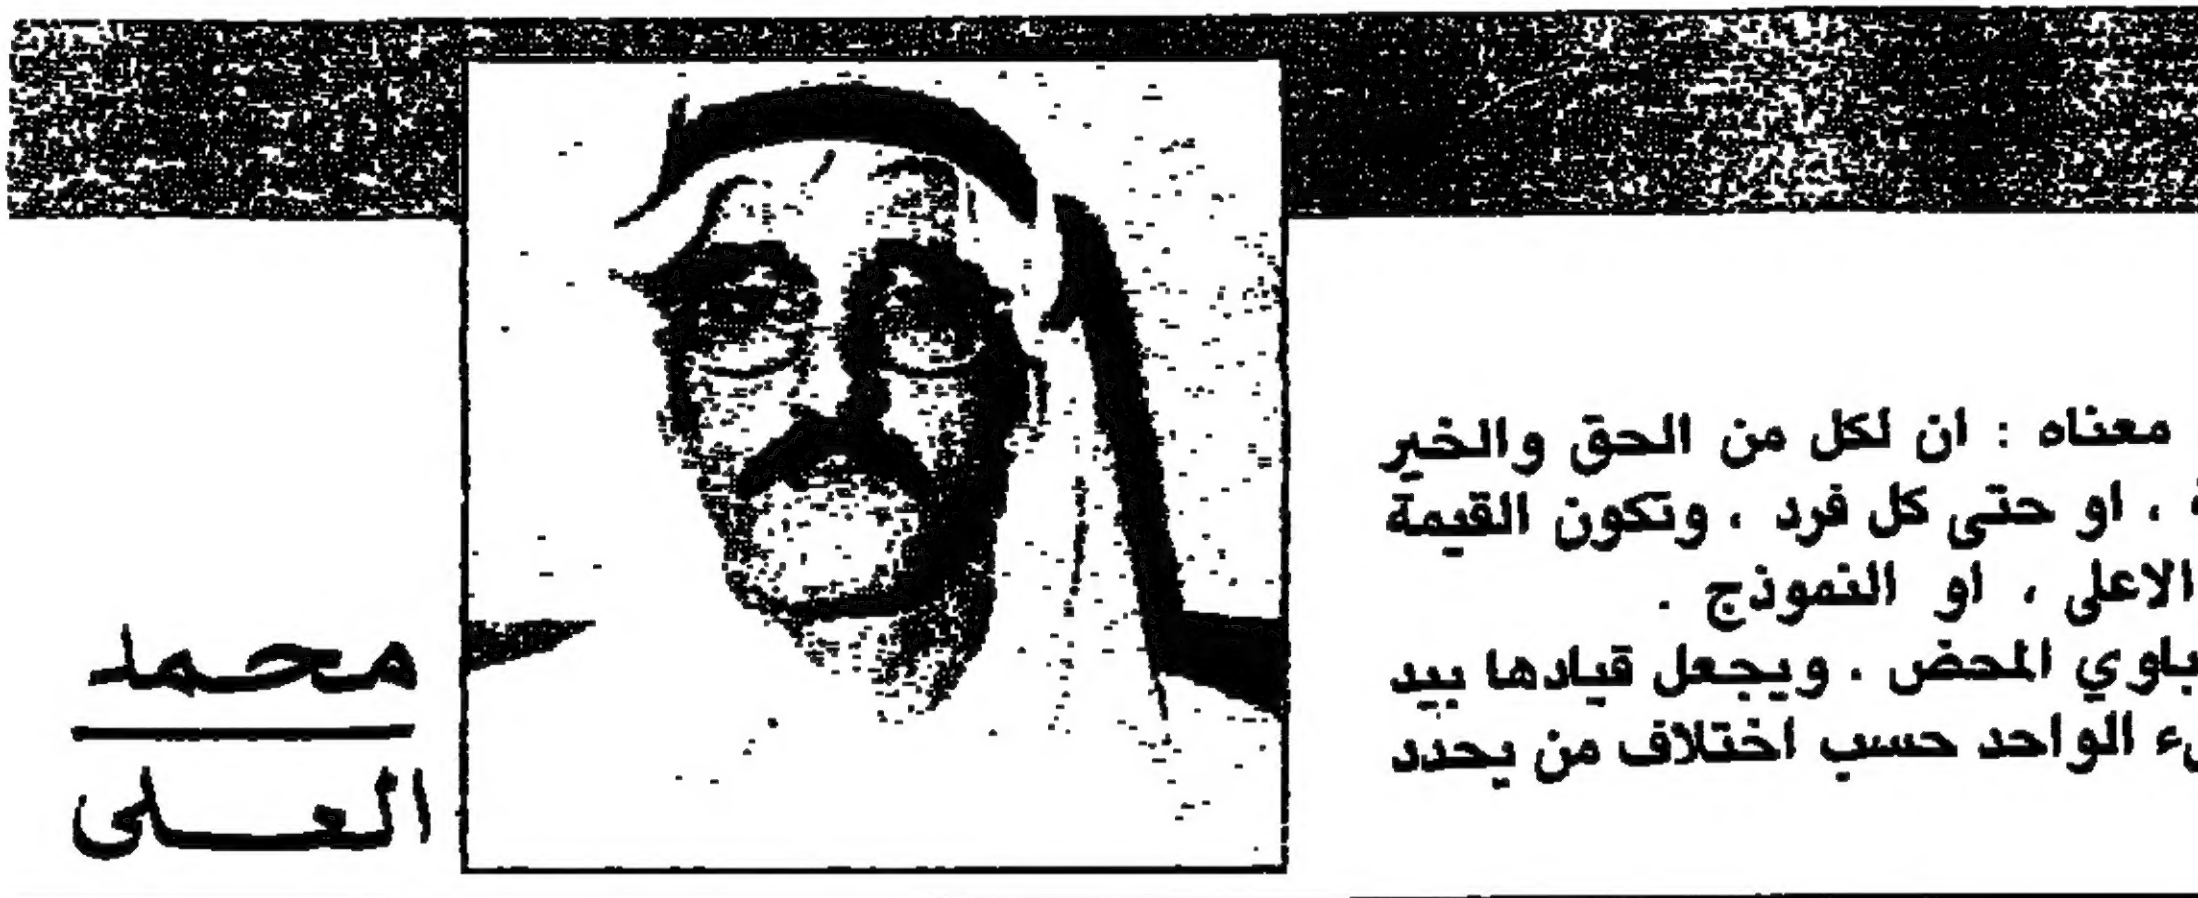 معناه : ان لكل من الحق والخير
، او حتى كل فرد ، وتكون القيمة
الاعلى ، او النموذج .
المحض ، ويجعل قيادها بيد
الواحد حسب اختلاف من يحدد
محمد
العلى